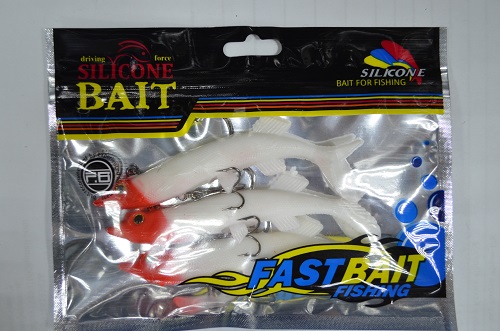 driving force
SILICONE
BAIT
SILICONE
BAIT FOR FISHING
P.B
FASTBAIT
FISHING